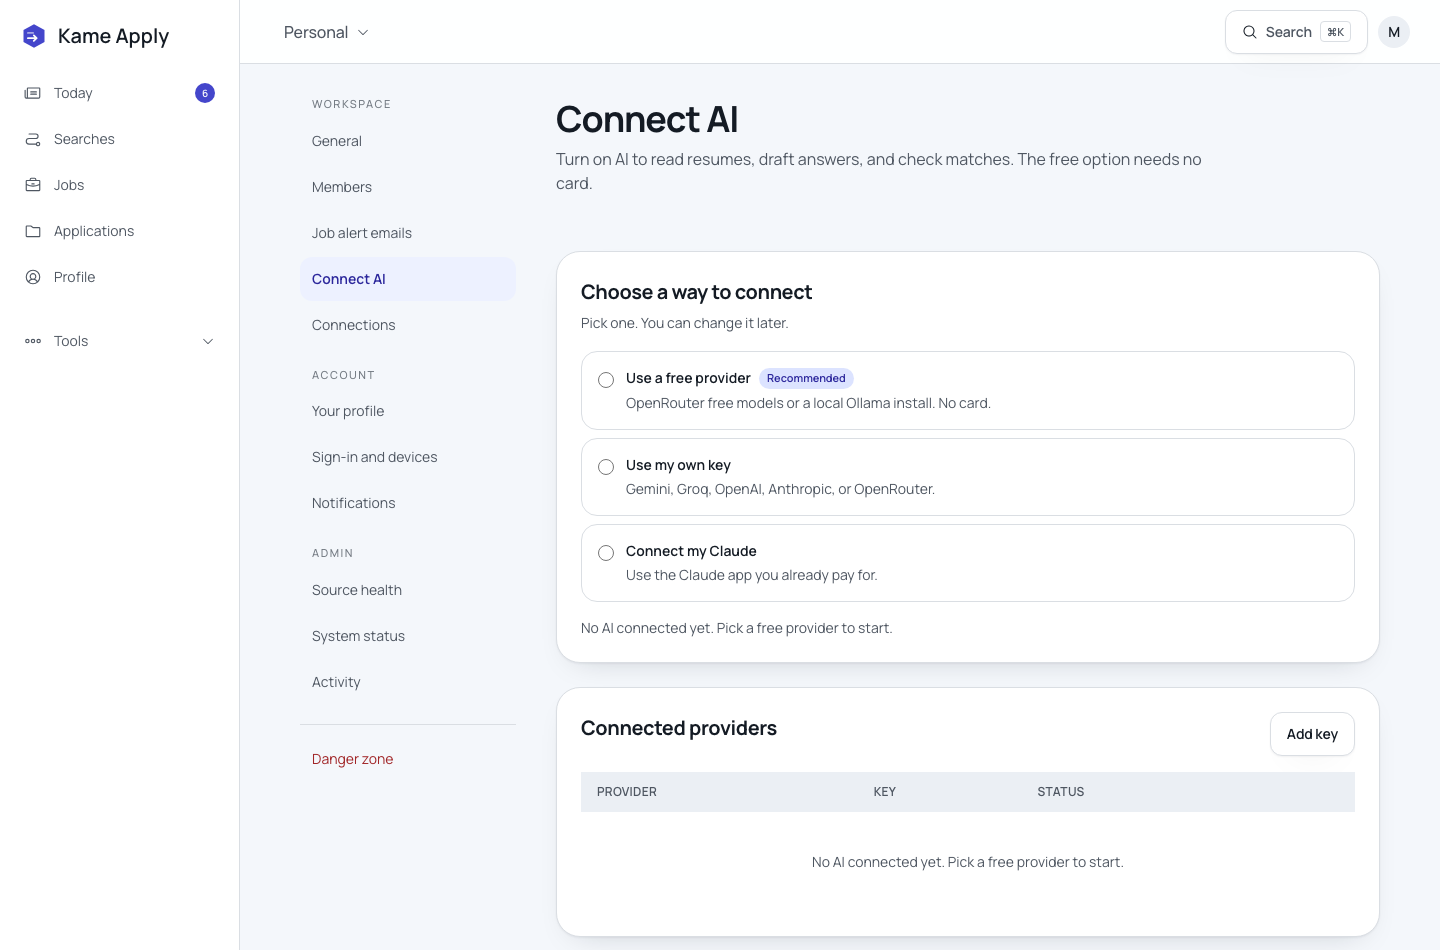 Kame Apply
Personal
Search ⌘K
M
Today 6
Searches
Jobs
Applications
Profile
Tools
WORKSPACE
General
Members
Job alert emails
Connect AI
Connections
ACCOUNT
Your profile
Sign-in and devices
Notifications
ADMIN
Source health
System status
Activity
Danger zone
Connect AI
Turn on AI to read resumes, draft answers, and check matches. The free option needs no
card.
Choose a way to connect
Pick one. You can change it later.
Use a free provider Recommended
OpenRouter free models or a local Ollama install. No card.
Use my own key
Gemini, Groq, OpenAI, Anthropic, or OpenRouter.
Connect my Claude
Use the Claude app you already pay for.
No AI connected yet. Pick a free provider to start.
Connected providers
Add key
PROVIDER KEY STATUS
No AI connected yet. Pick a free provider to start.